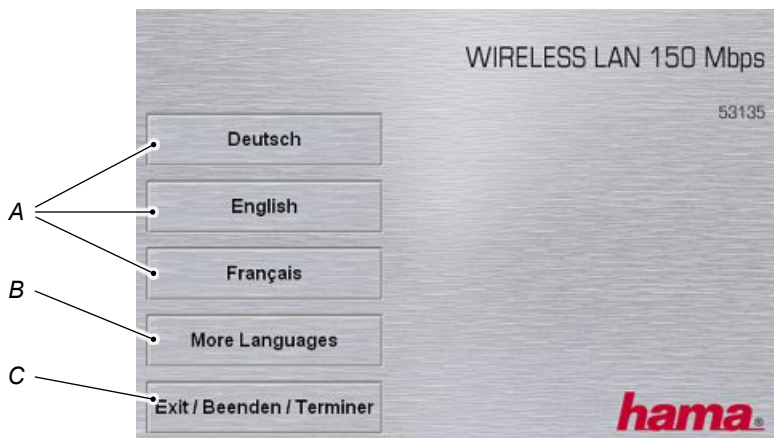 WIRELESS LAN 150 Mbps
53135
A
Deutsch
English
Français
B
More Languages
C
Exit / Beenden / Terminer
hama®